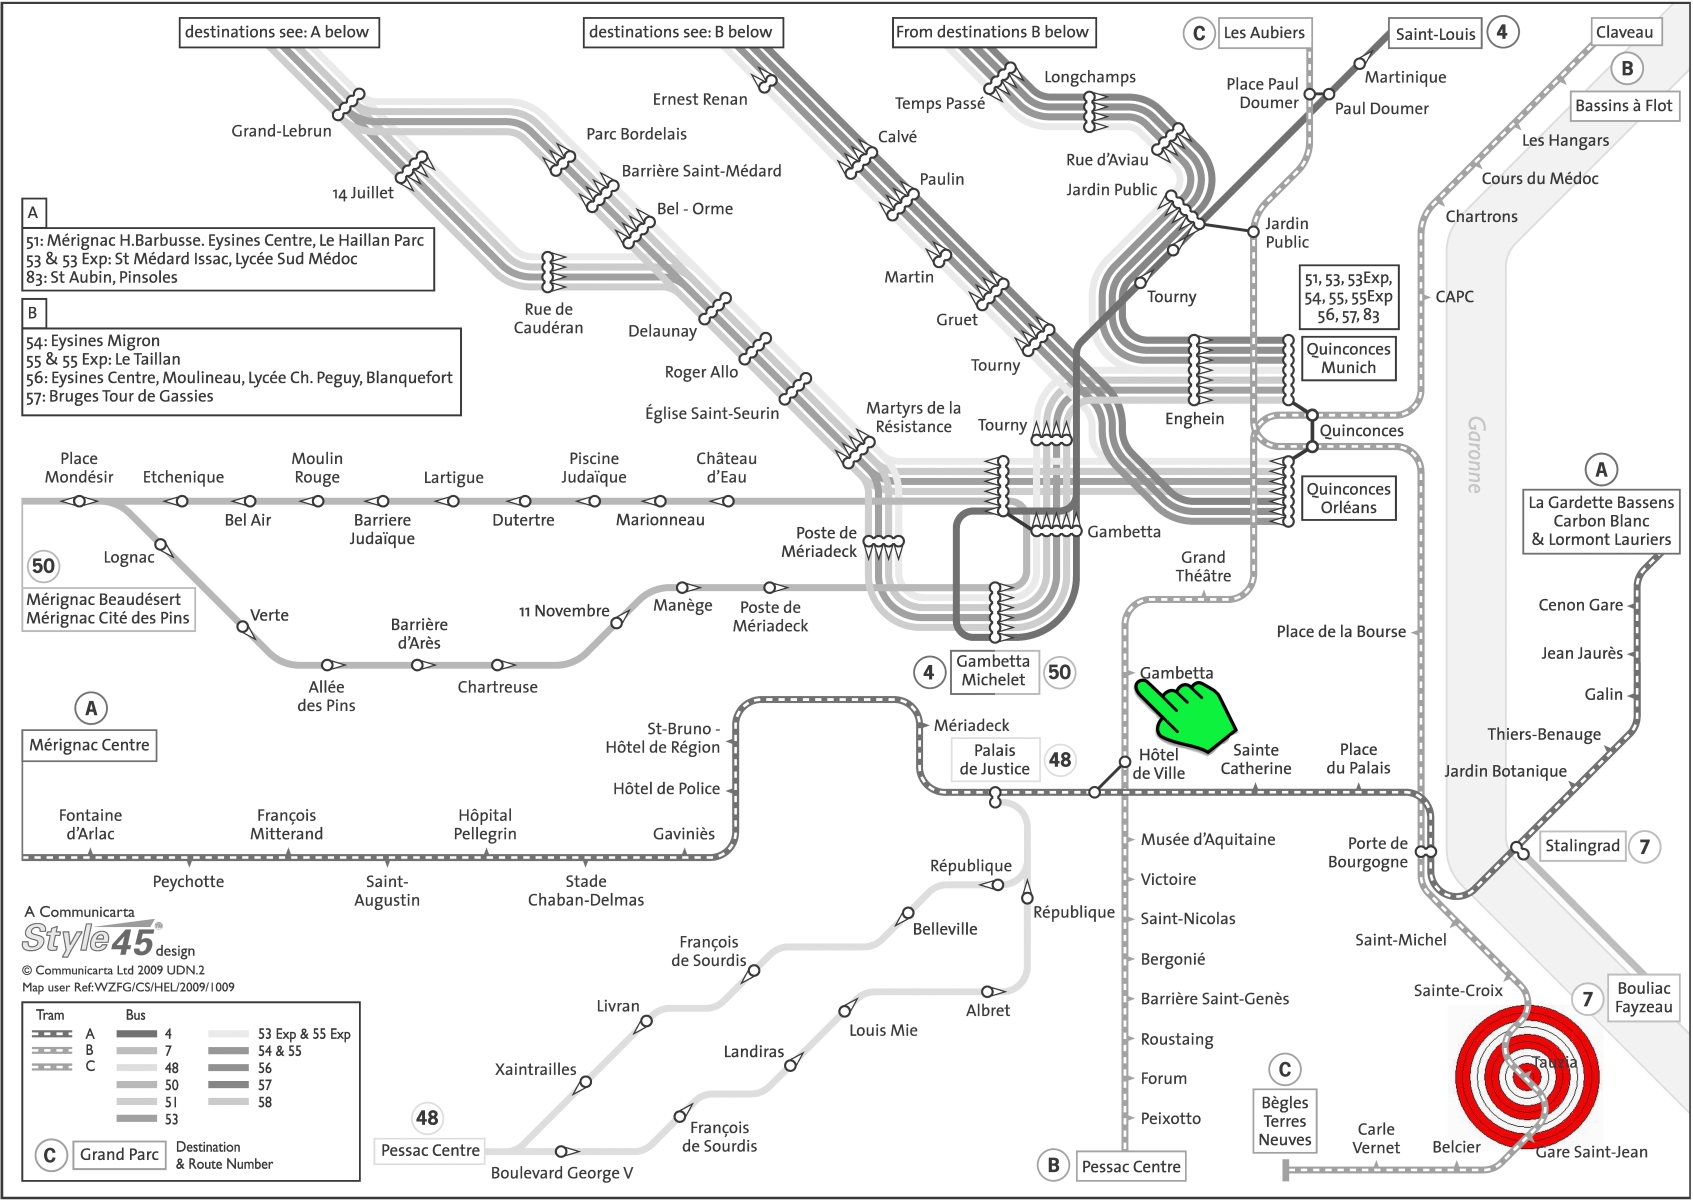 destinations see: A below
destinations see: B below
From destinations B below
C
Les Aubiers
Saint-Louis
4
Claveau
B
Bassins à Flot
Martinique
Place Paul
Doumer
Paul Doumer
Longchamps
Temps Passé
Ernest Renan
Grand-Lebrun
Parc Bordelais
Calvé
Rue d'Aviau
Les Hangars
Barrière Saint-Médard
Paulin
Jardin Public
Cours du Médoc
14 Juillet
Bel - Orme
Chartrons
Jardin
Public
A
51: Mérignac H.Barbusse. Eysines Centre, Le Haillan Parc
53 & 53 Exp: St Médard Issac, Lycée Sud Médoc
83: St Aubin, Pinsoles
B
54: Eysines Migron
55 & 55 Exp: Le Taillan
56: Eysines Centre, Moulineau, Lycée Ch. Peguy, Blanquefort
57: Bruges Tour de Gassies
Rue de
Caudéran
Martin
Tourny
51, 53, 53Exp,
54, 55, 55Exp
56, 57, 83
CAPC
Delaunay
Gruet
Quinconces
Munich
Roger Allo
Tourny
Église Saint-Seurin
Martyrs de la
Résistance
Tourny
Enghein
Quinconces
Garonne
Place
Mondésir
Etchenique
Moulin
Rouge
Lartigue
Piscine
Judaïque
Château
d'Eau
Bel Air
Barriere
Judaïque
Dutertre
Marionneau
Quinconces
Orléans
A
La Gardette Bassens
Carbon Blanc
& Lormont Lauriers
Poste de
Mériadeck
Gambetta
Lognac
50
Mérignac Beaudésert
Mérignac Cité des Pins
Grand
Théâtre
Verte
11 Novembre
Manège
Poste de
Mériadeck
Barrière
d'Arès
Cenon Gare
Place de la Bourse
Jean Jaurès
Allée
des Pins
Chartreuse
4
Gambetta
Michelet
50
Gambetta
Galin
A
Mérignac Centre
St-Bruno -
Hôtel de Région
Mériadeck
Thiers-Benauge
Palais
de Justice
48
Hôtel
de Ville
Sainte
Catherine
Place
du Palais
Jardin Botanique
Hôtel de Police
Fontaine
d'Arlac
François
Mitterand
Hôpital
Pellegrin
Gaviniès
Musée d'Aquitaine
Porte de
Bourgogne
Stalingrad
7
Peychotte
Saint-
Augustin
Stade
Chaban-Delmas
République
Victoire
République
Saint-Nicolas
Belleville
Saint-Michel
François
de Sourdis
Bergonié
A Communicarta
Style 45 design
© Communicarta Ltd 2009 UDN.2
Map user Ref:WZFG/CS/HEL/2009/1009
Livran
Albret
Barrière Saint-Genès
Sainte-Croix
7
Bouliac
Fayzeau
Louis Mie
Roustaing
Landiras
Xaintrailles
Tauzia
Forum
Tram
Bus
A
B
C
4
7
48
50
51
53
53 Exp & 55 Exp
54 & 55
56
57
58
C
Grand Parc
Destination
& Route Number
48
Pessac Centre
François
de Sourdis
Boulevard George V
Peixotto
B
Pessac Centre
C
Bègles
Terres
Neuves
Carle
Vernet
Belcier
Gare Saint-Jean